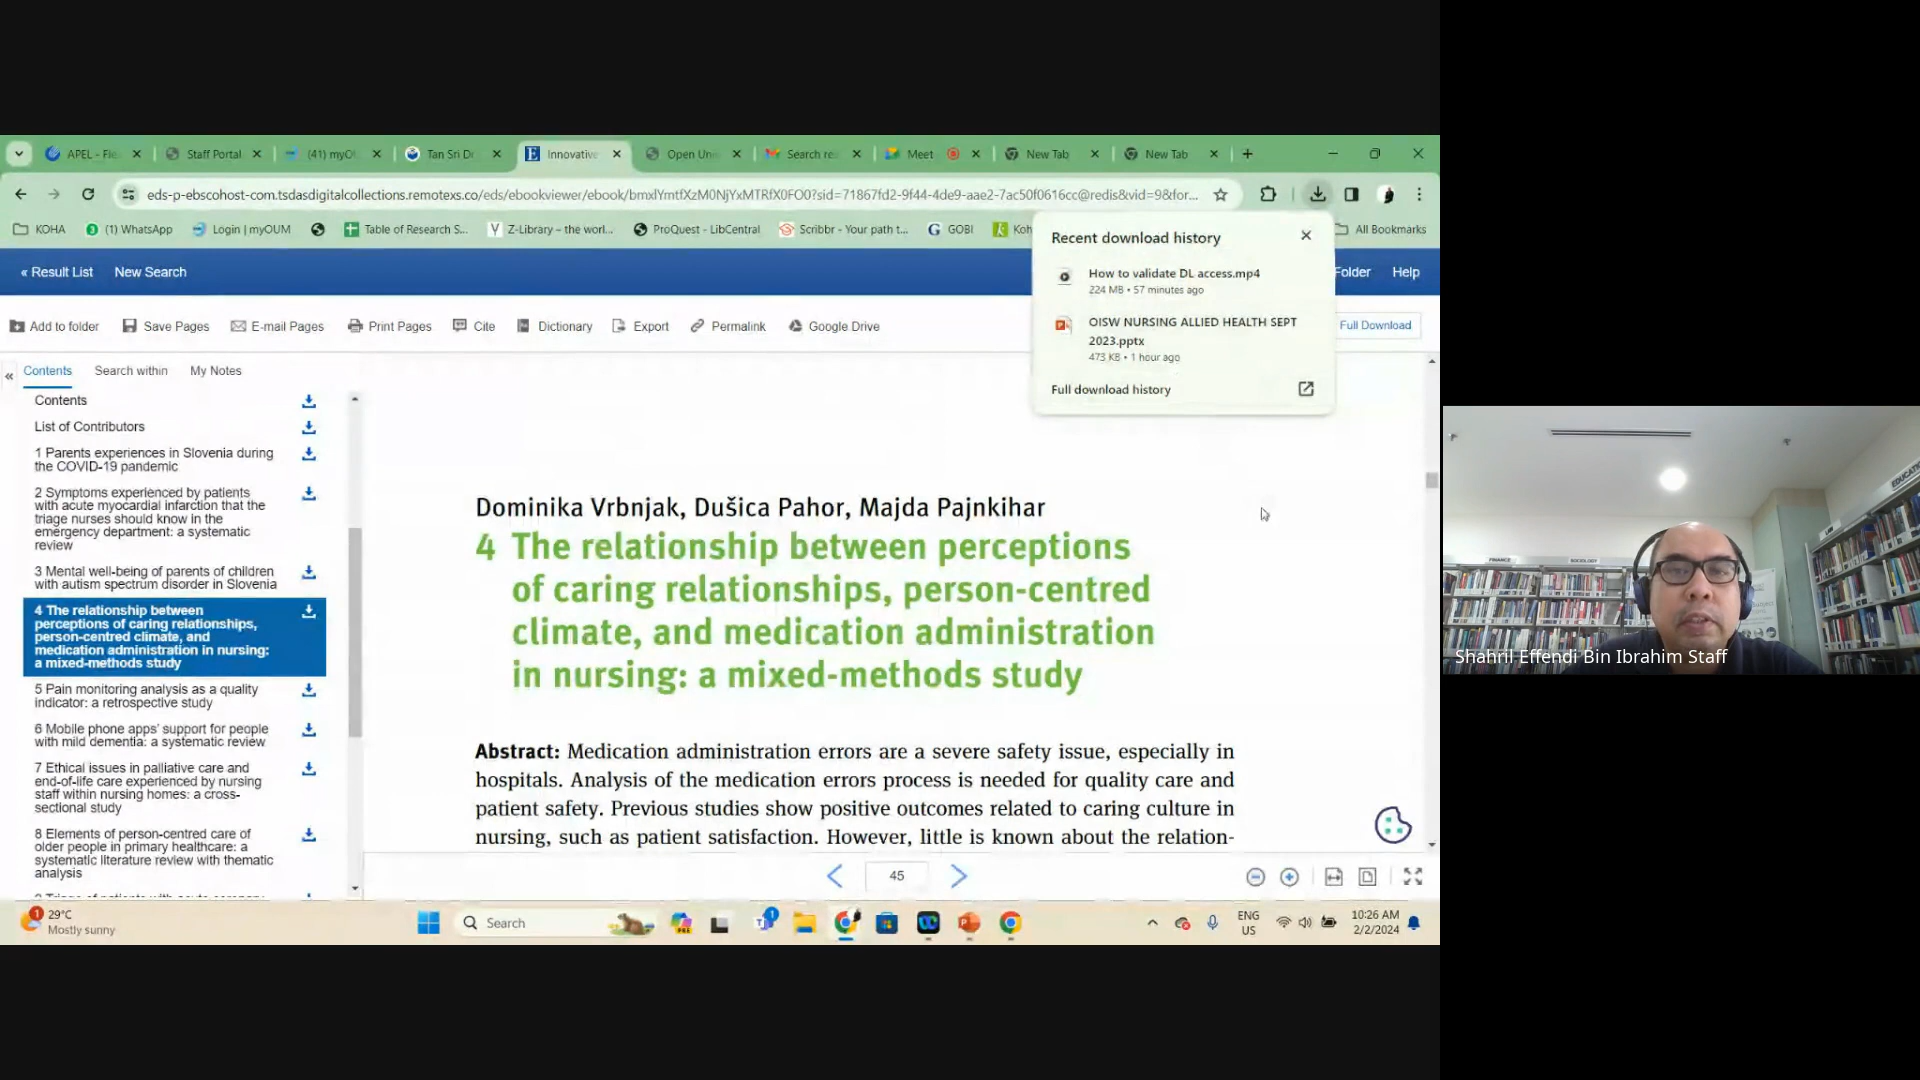 APEL - Fle
Staff Portal
(41) myO
Tan Sri Dr
Innovative
Open Uni
Search re
Meet
New Tab
New Tab
eds-p-ebscohost-com.tsdasdigitalcollections.remotexs.co/eds/ebookviewer/ebook/bmxlYmtfXzM0NjYxMTRfX0FO0?sid=71867fd2-9f44-4de9-aae2-7ac50f0616cc@redis&vid=9&for...
KOHA
(1) WhatsApp
Login | myOUM
Table of Research S...
Z-Library – the worl...
ProQuest - LibCentral
Scribbr - Your path t...
GOBI
Koh
All Bookmarks
Recent download history
How to validate DL access.mp4
224 MB • 57 minutes ago
OISW NURSING ALLIED HEALTH SEPT
2023.pptx
473 KB • 1 hour ago
Full download history
« Result List
New Search
Folder
Help
Add to folder
Save Pages
E-mail Pages
Print Pages
Cite
Dictionary
Export
Permalink
Google Drive
Full Download
«
Contents
Search within
My Notes
Contents
List of Contributors
1 Parents experiences in Slovenia during
the COVID-19 pandemic
2 Symptoms experienced by patients
with acute myocardial infarction that the
triage nurses should know in the
emergency department: a systematic
review
3 Mental well-being of parents of children
with autism spectrum disorder in Slovenia
4 The relationship between
perceptions of caring relationships,
person-centred climate, and
medication administration in nursing:
a mixed-methods study
5 Pain monitoring analysis as a quality
indicator: a retrospective study
6 Mobile phone apps' support for people
with mild dementia: a systematic review
7 Ethical issues in palliative care and
end-of-life care experienced by nursing
staff within nursing homes: a cross-
sectional study
8 Elements of person-centred care of
older people in primary healthcare: a
systematic literature review with thematic
analysis
Dominika Vrbnjak, Dušica Pahor, Majda Pajnkihar
4 The relationship between perceptions
of caring relationships, person-centred
climate, and medication administration
in nursing: a mixed-methods study
Abstract: Medication administration errors are a severe safety issue, especially in
hospitals. Analysis of the medication errors process is needed for quality care and
patient safety. Previous studies show positive outcomes related to caring culture in
nursing, such as patient satisfaction. However, little is known about the relation-
45
1
29°C
Mostly sunny
Search
1
ENG
US
10:26 AM
2/2/2024
FINANCE
SOCIOLOGY
Shahril Effendi Bin Ibrahim Staff